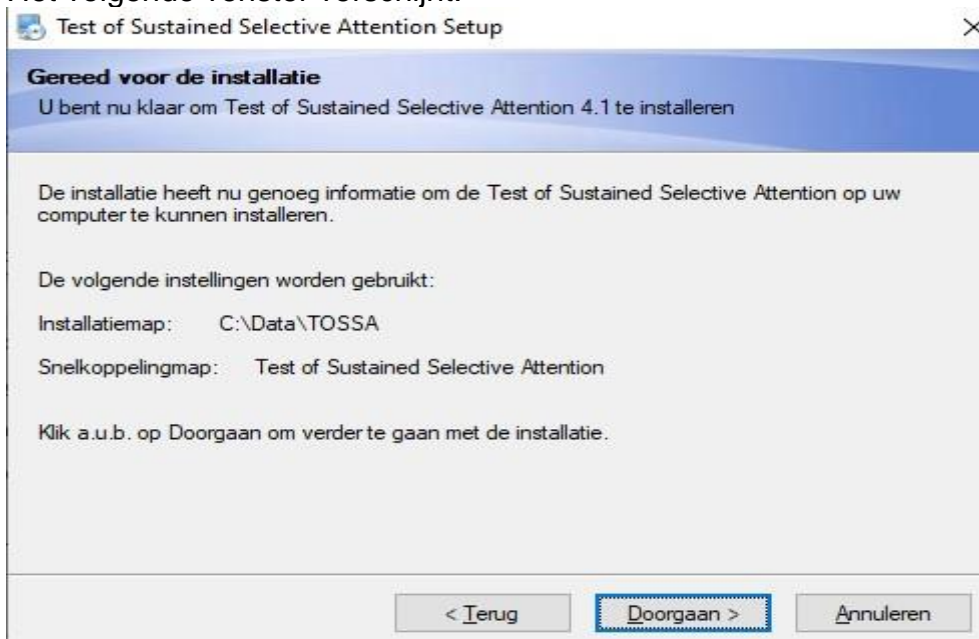 Het volgende venster verschijnt:
Test of Sustained Selective Attention Setup
Gereed voor de installatie
U bent nu klaar om Test of Sustained Selective Attention 4.1 te installeren
De installatie heeft nu genoeg informatie om de Test of Sustained Selective Attention op uw
computer te kunnen installeren.
De volgende instellingen worden gebruikt:
Installatiemap: C:\Data\TOSSA
Snelkoppelingmap: Test of Sustained Selective Attention
Klik a.u.b. op Doorgaan om verder te gaan met de installatie.
< Terug Doorgaan > Annuleren